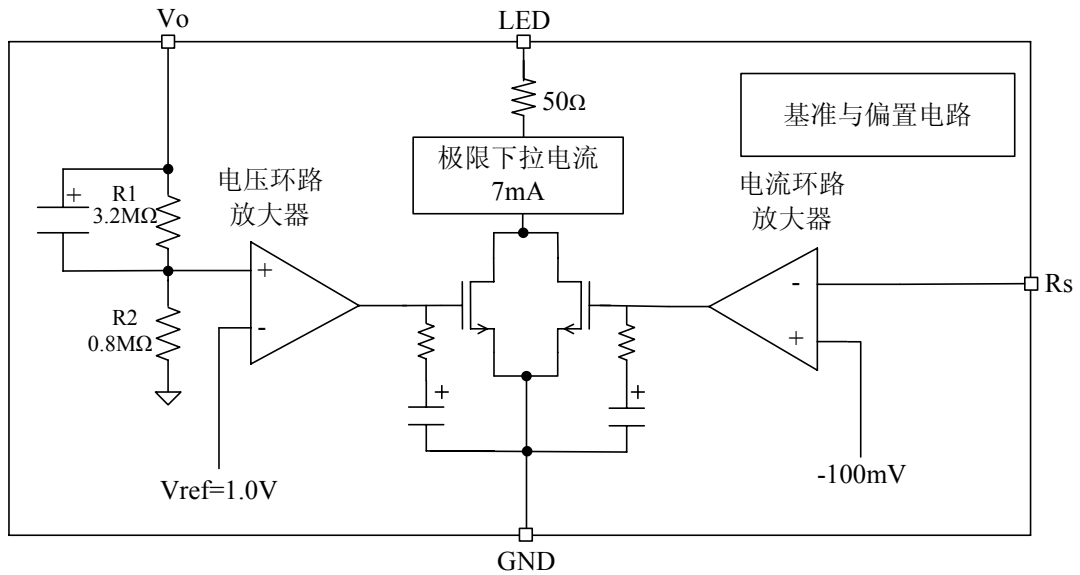 Vo
LED
50Ω
基准与偏置电路
极限下拉电流
7mA
+
R1
3.2MΩ
电压环路
放大器
电流环路
放大器
+
-
-
+
Rs
R2
0.8MΩ
+
+
Vref=1.0V
-100mV
GND